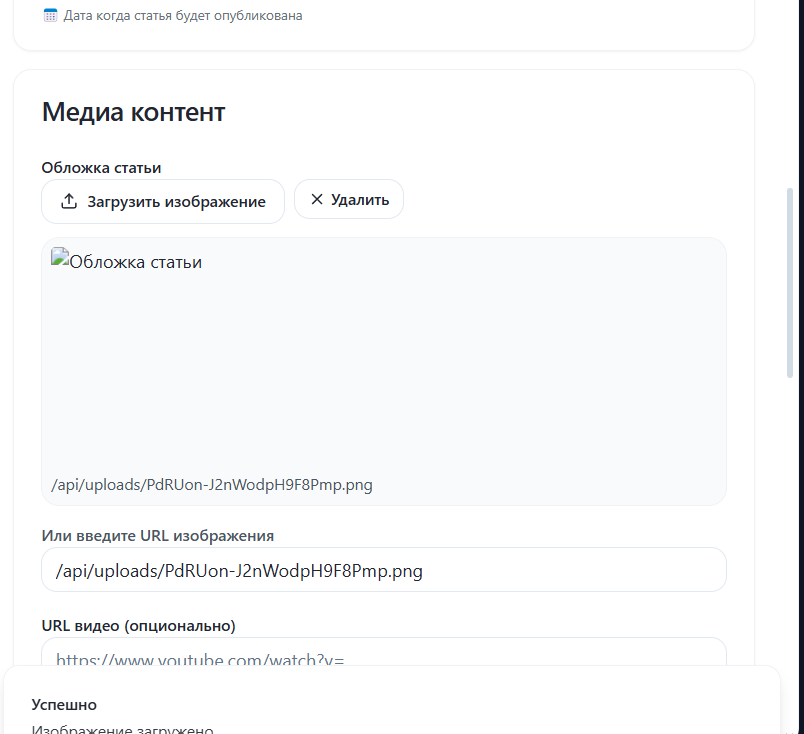 Дата когда статья будет опубликована
Медиа контент
Обложка статьи
Загрузить изображение
Удалить
Обложка статьи
/api/uploads/PdRUon-J2nWodpH9F8Pmp.png
Или введите URL изображения
/api/uploads/PdRUon-J2nWodpH9F8Pmp.png
URL видео (опционально)
https://www.youtube.com/watch?v=
Успешно
Изображение загружено